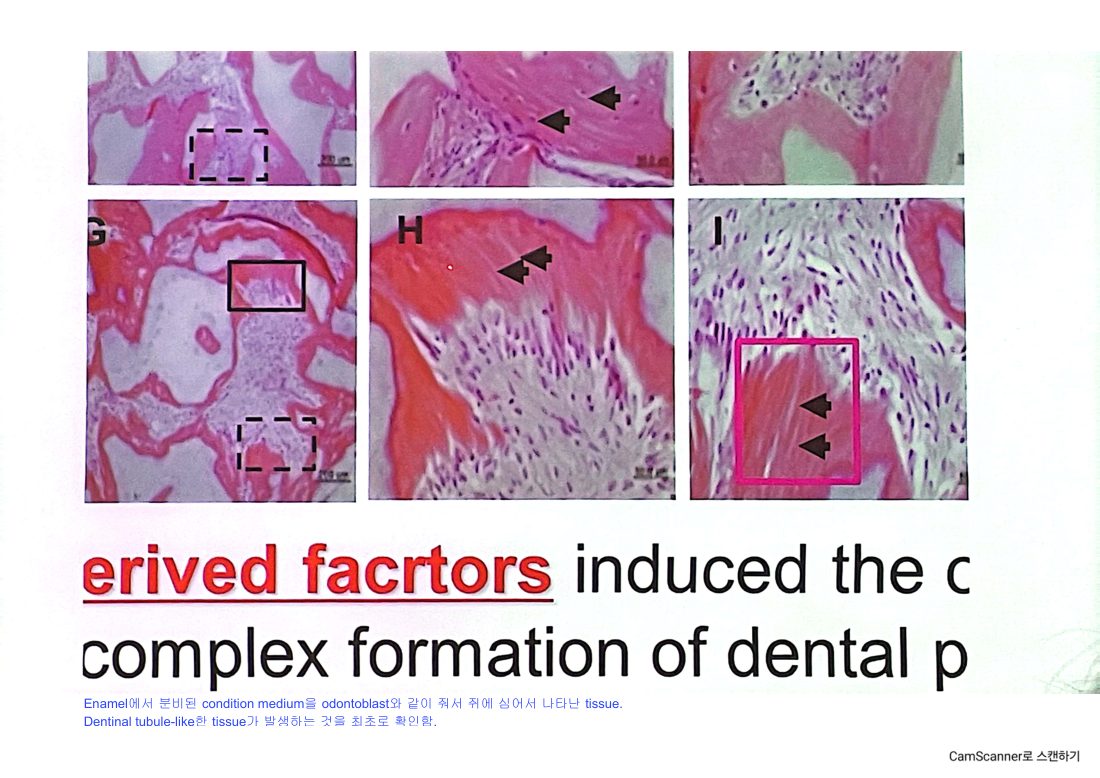 G
H
I
erived facrtors induced the c
complex formation of dental p
Enamel에서 분비된 condition medium을 odontoblast와 같이 줘서 쥐에 심어서 나타난 tissue.
Dentinal tubule-like한 tissue가 발생하는 것을 최초로 확인함.
CamScanner로 스캔하기